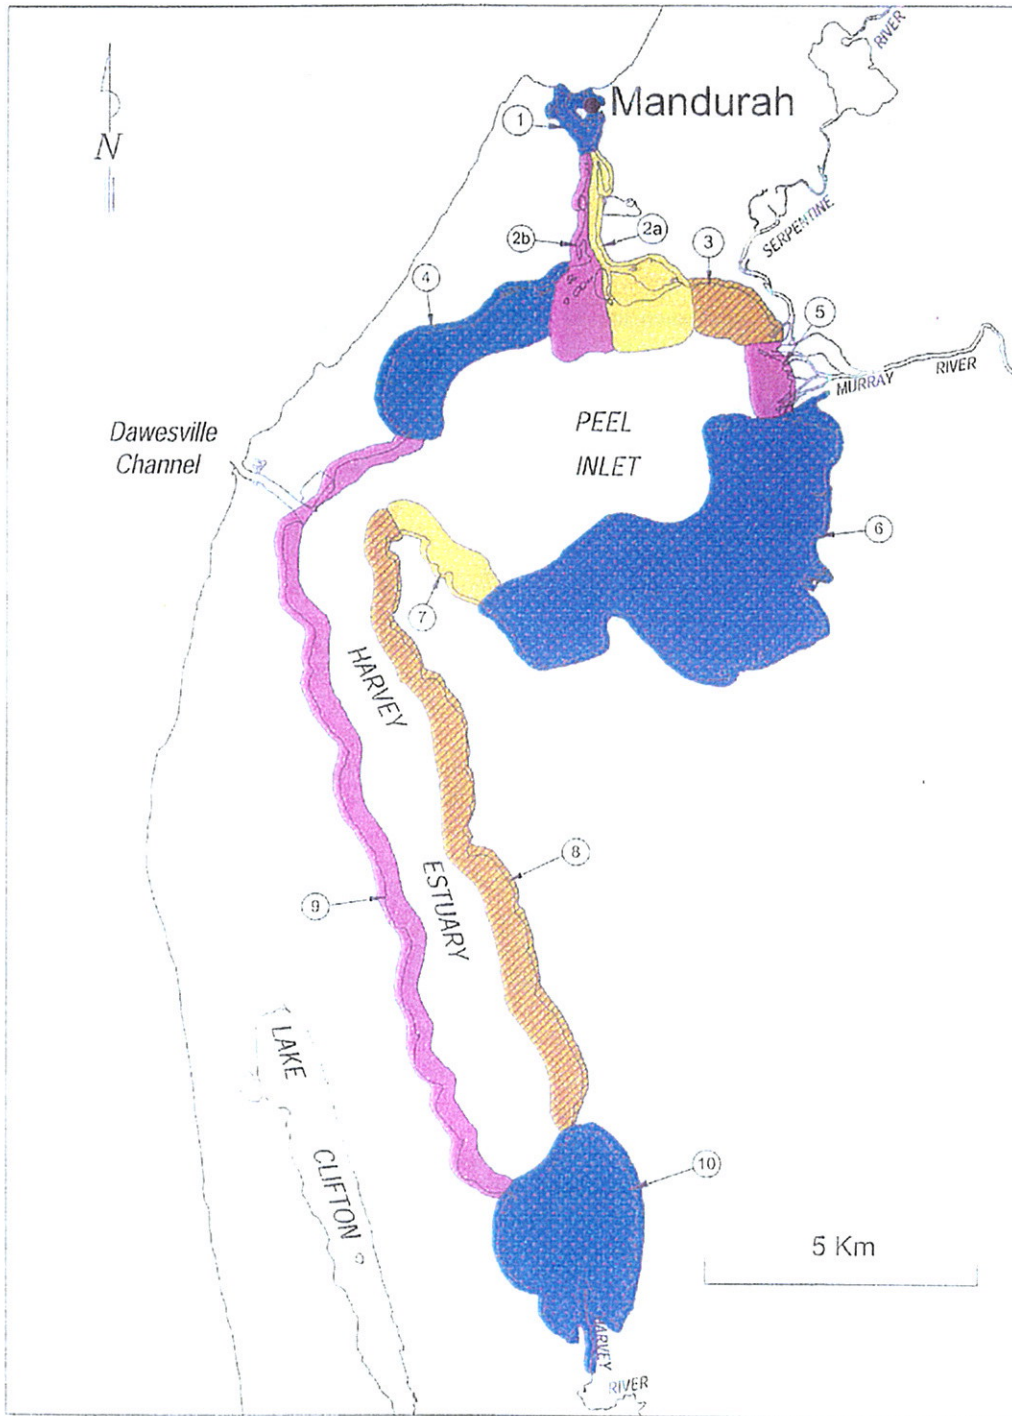 RIVER
Mandurah
1
N
SERPENTINE
2b
2a
3
4
5
MURRAY
RIVER
Dawesville
Channel
PEEL
INLET
6
7
HARVEY
8
9
ESTUARY
LAKE
CLIFTON
10
5 Km
HARVEY
RIVER